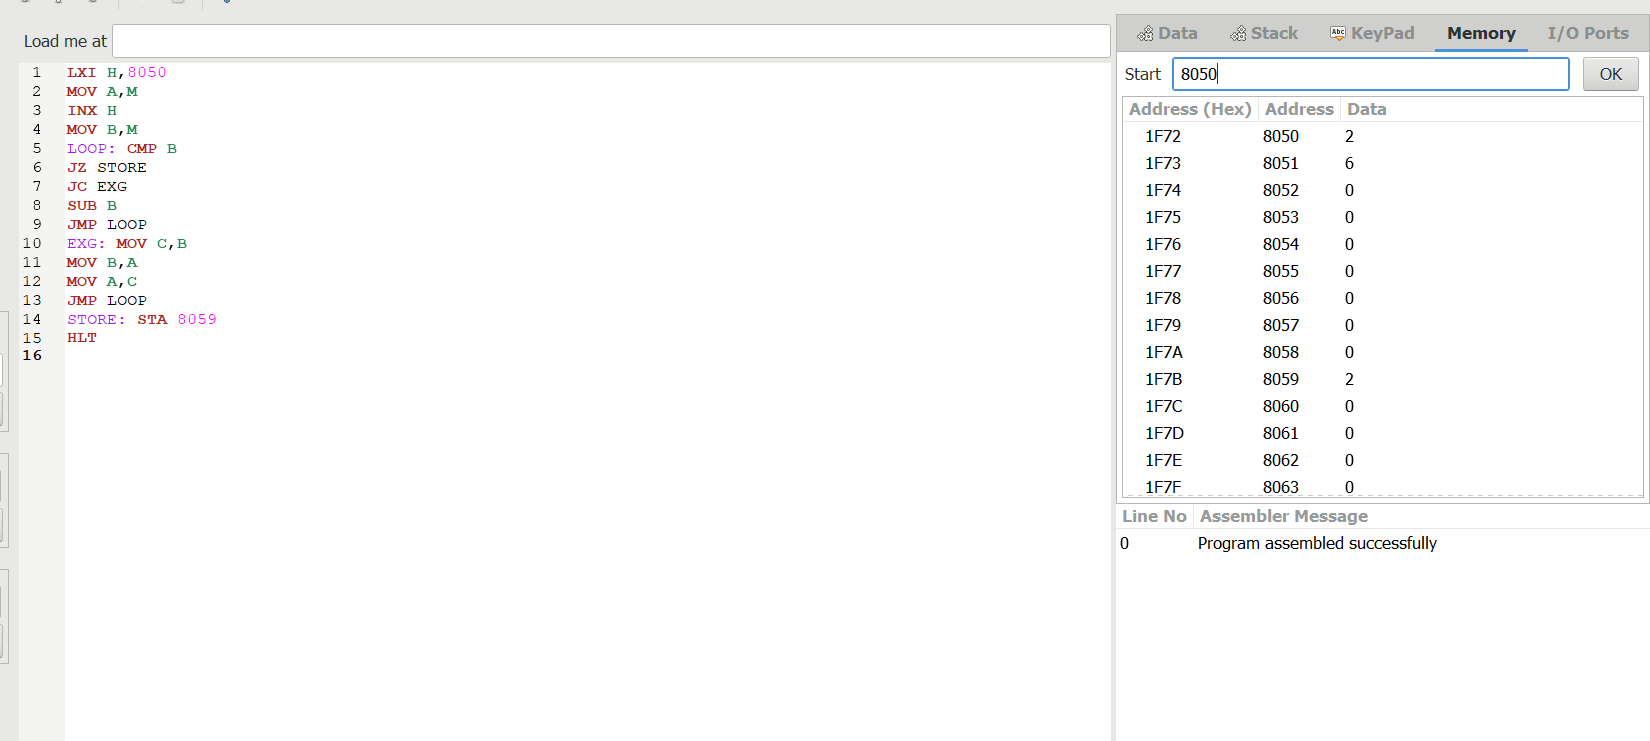 Load me at
1 LXI H,8050
2 MOV A,M
3 INX H
4 MOV B,M
5 LOOP: CMP B
6 JZ STORE
7 JC EXG
8 SUB B
9 JMP LOOP
10 EXG: MOV C,B
11 MOV B,A
12 MOV A,C
13 JMP LOOP
14 STORE: STA 8059
15 HLT
16
Data Stack Abc KeyPad Memory I/O Ports
Start 8050 OK
Address (Hex) Address Data
1F72 8050 2
1F73 8051 6
1F74 8052 0
1F75 8053 0
1F76 8054 0
1F77 8055 0
1F78 8056 0
1F79 8057 0
1F7A 8058 0
1F7B 8059 2
1F7C 8060 0
1F7D 8061 0
1F7E 8062 0
1F7F 8063 0
Line No Assembler Message
0 Program assembled successfully